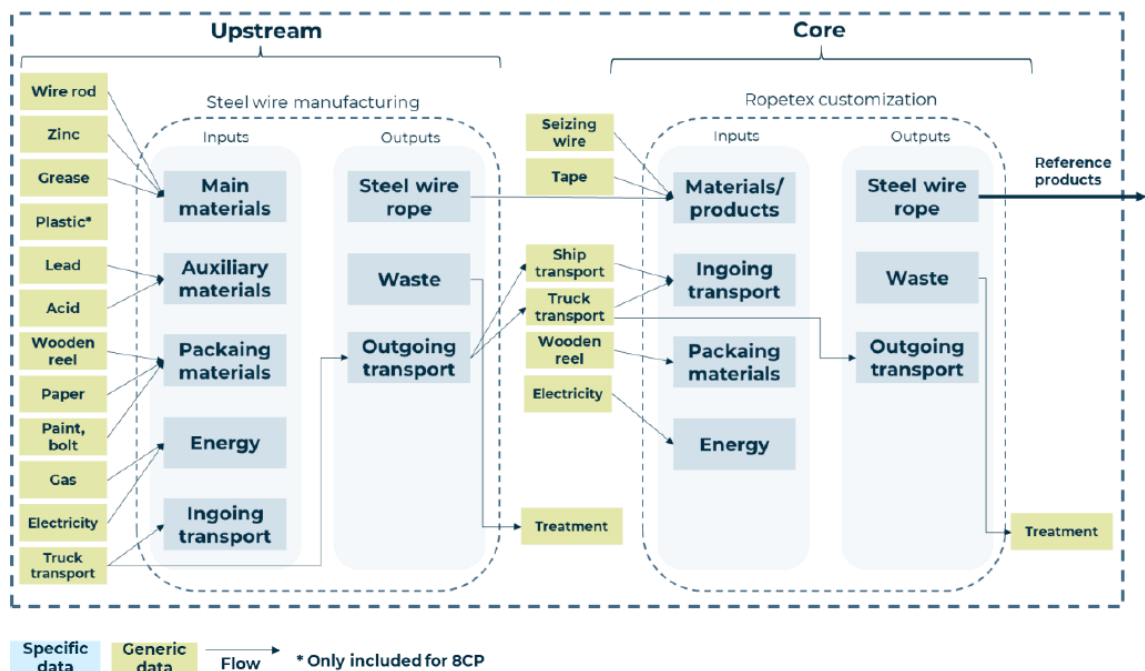 Upstream
Core
Steel wire manufacturing
Ropetex customization
Inputs
Outputs
Inputs
Outputs
Wire rod
Zinc
Grease
Plastic*
Lead
Acid
Wooden
reel
Paper
Paint,
bolt
Gas
Electricity
Truck
transport
Main
materials
Auxiliary
materials
Packaing
materials
Energy
Ingoing
transport
Steel wire
rope
Waste
Outgoing
transport
Treatment
Seizing
wire
Tape
Ship
transport
Truck
transport
Wooden
reel
Electricity
Materials/
products
Ingoing
transport
Packaing
materials
Energy
Steel wire
rope
Waste
Outgoing
transport
Reference
products
Treatment
Specific
data
Generic
data
Flow
* Only included for 8CP